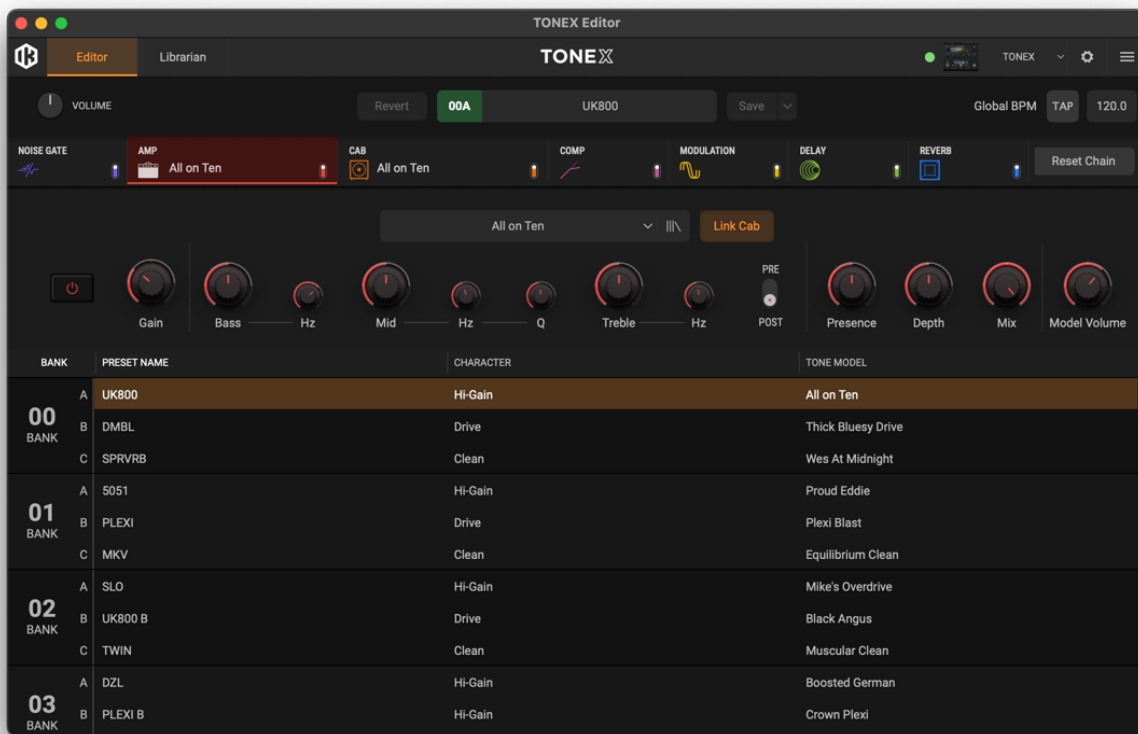 TONEX Editor
Editor Librarian TONEX TONEX
VOLUME Revert 00A UK800 Save Global BPM TAP 120.0
NOISE GATE AMP CAB COMP MODULATION DELAY REVERB
All on Ten All on Ten Reset Chain
All on Ten Link Cab
PRE
Gain Bass Hz Mid Hz Q Treble Hz POST Presence Depth Mix Model Volume
BANK PRESET NAME CHARACTER TONE MODEL
00 BANK
A UK800 Hi-Gain All on Ten
B DMBL Drive Thick Bluesy Drive
C SPRVRB Clean Wes At Midnight
01 BANK
A 5051 Hi-Gain Proud Eddie
B PLEXI Drive Plexi Blast
C MKV Clean Equilibrium Clean
02 BANK
A SLO Hi-Gain Mike's Overdrive
B UK800 B Drive Black Angus
C TWIN Clean Muscular Clean
03 BANK
A DZL Hi-Gain Boosted German
B PLEXI B Hi-Gain Crown Plexi